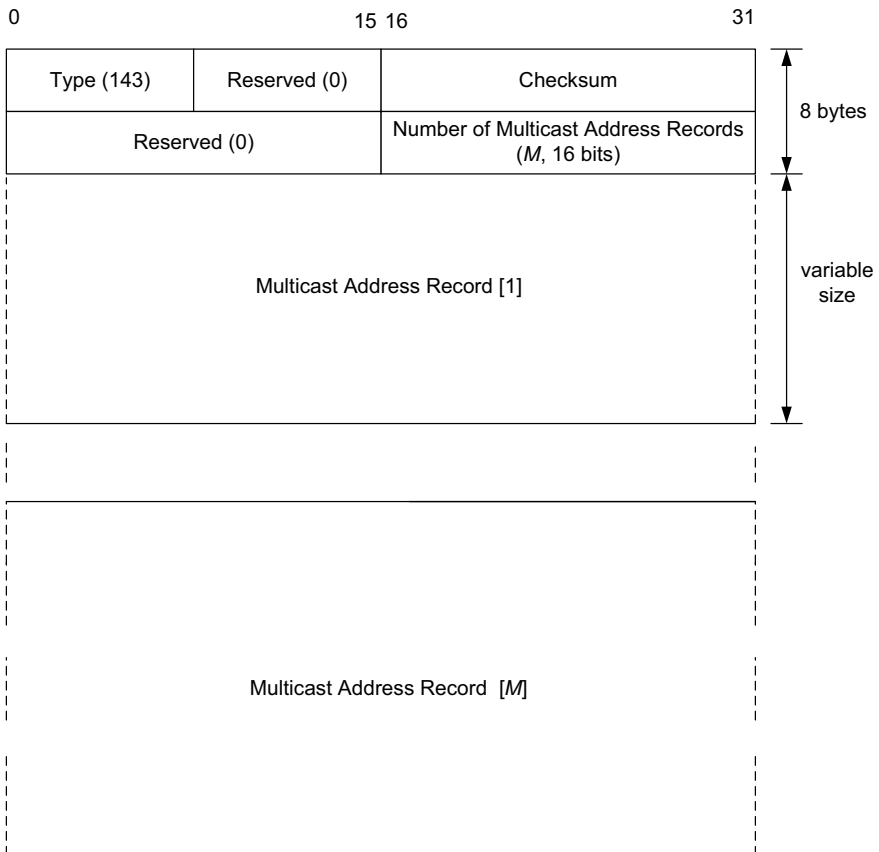 0 15 16 31
Type (143) Reserved (0) Checksum
8 bytes
Reserved (0) Number of Multicast Address Records
(M, 16 bits)
Multicast Address Record [1]
variable
size
Multicast Address Record [M]